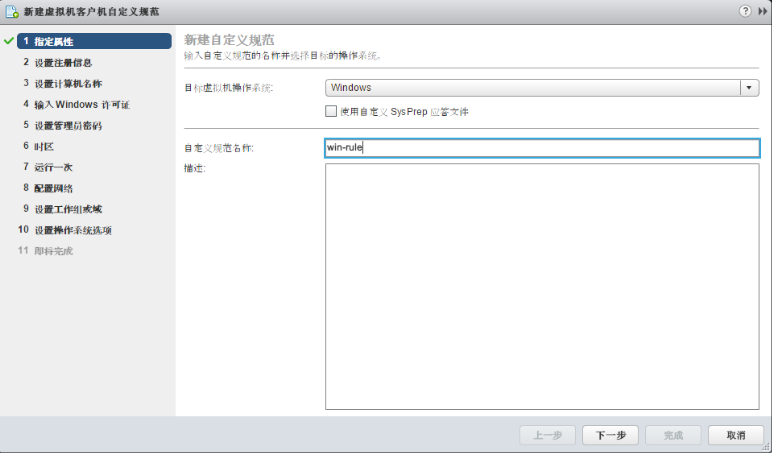 新建虚拟机客户机自定义规范
1 指定属性
2 设置注册信息
3 设置计算机名称
4 输入 Windows 许可证
5 设置管理员密码
6 时区
7 运行一次
8 配置网络
9 设置工作组或域
10 设置操作系统选项
11 即将完成
新建自定义规范
输入自定义规范的名称并选择目标的操作系统。
目标虚拟机操作系统: Windows
使用自定义 SysPrep 应答文件
自定义规范名称: win-rule
描述:
上一步 下一步 完成 取消